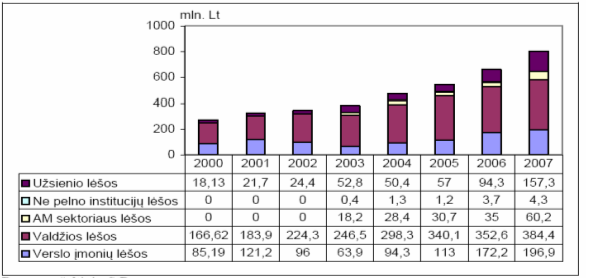 mln. Lt
1000
800
600
400
200
0
2000 2001 2002 2003 2004 2005 2006 2007
Užsienio lėšos 18,13 21,7 24,4 52,8 50,4 57 94,3 157,3
Ne pelno institucijų lėšos 0 0 0 0,4 1,3 1,2 3,7 4,3
AM sektoriaus lėšos 0 0 0 18,2 28,4 30,7 35 60,2
Valdžios lėšos 166,62 183,9 224,3 246,5 298,3 340,1 352,6 384,4
Verslo įmonių lėšos 85,19 121,2 96 63,9 94,3 113 172,2 196,9